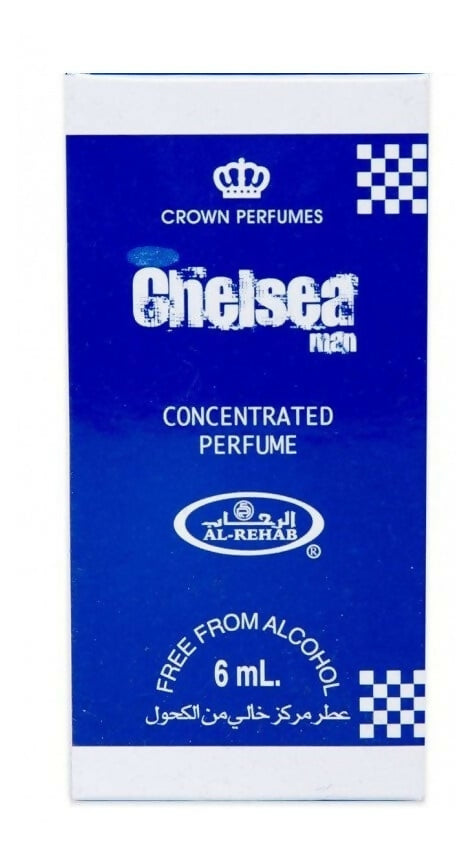 CROWN PERFUMES
Chelsea
man
CONCENTRATED
PERFUME
الرحاب
AL-REHAB
®
FREE FROM ALCOHOL
6 mL.
عطر مركز خالي من الكحول